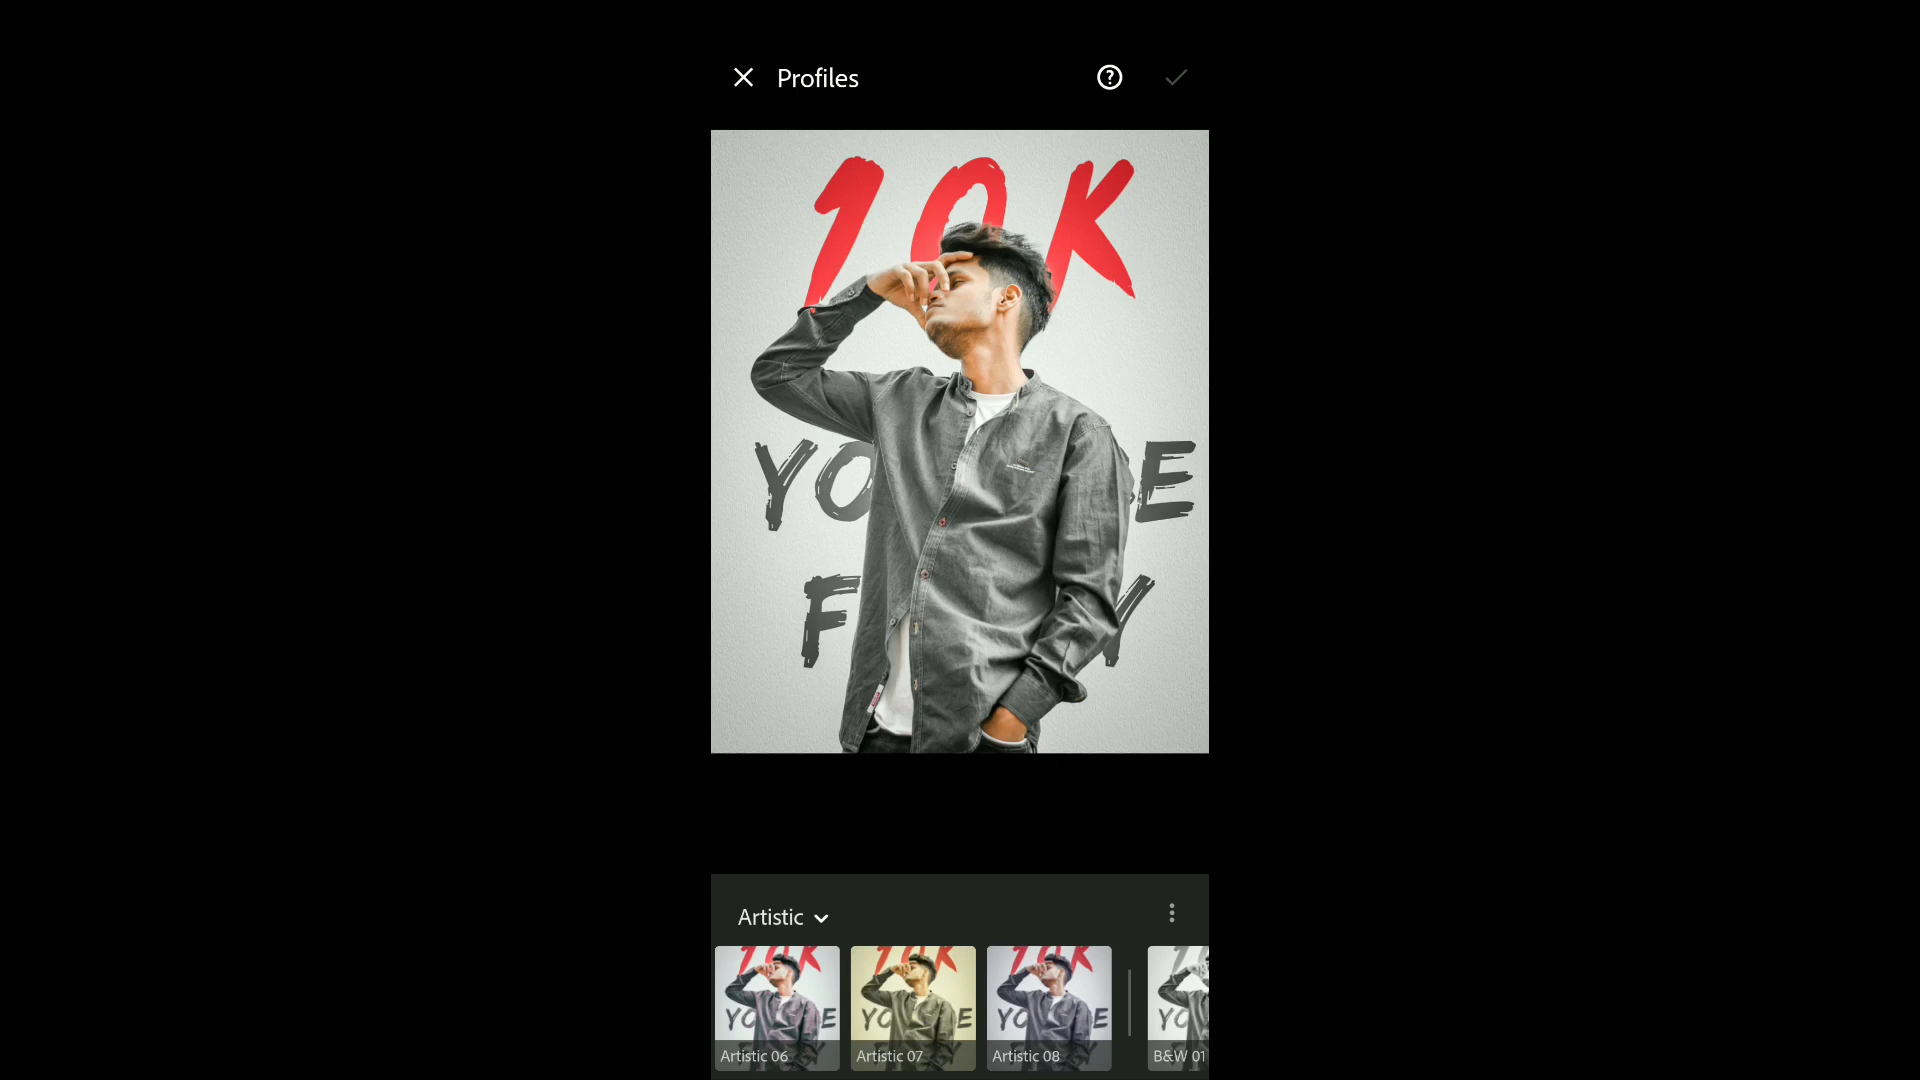 Profiles
10K
YO E
F Y
Artistic
Artistic 06
Artistic 07
Artistic 08
B&W 01